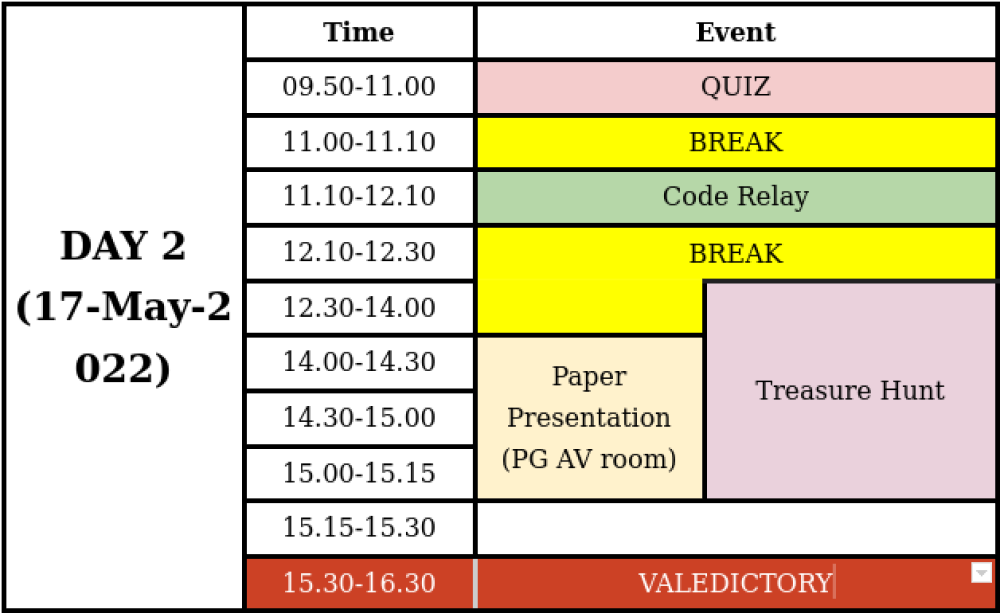 Time Event
09.50-11.00 QUIZ
11.00-11.10 BREAK
11.10-12.10 Code Relay
DAY 2
(17-May-2
022)
12.10-12.30 BREAK
12.30-14.00
14.00-14.30
14.30-15.00
15.00-15.15
Paper
Presentation
(PG AV room)
Treasure Hunt
15.15-15.30
15.30-16.30 VALEDICTORY